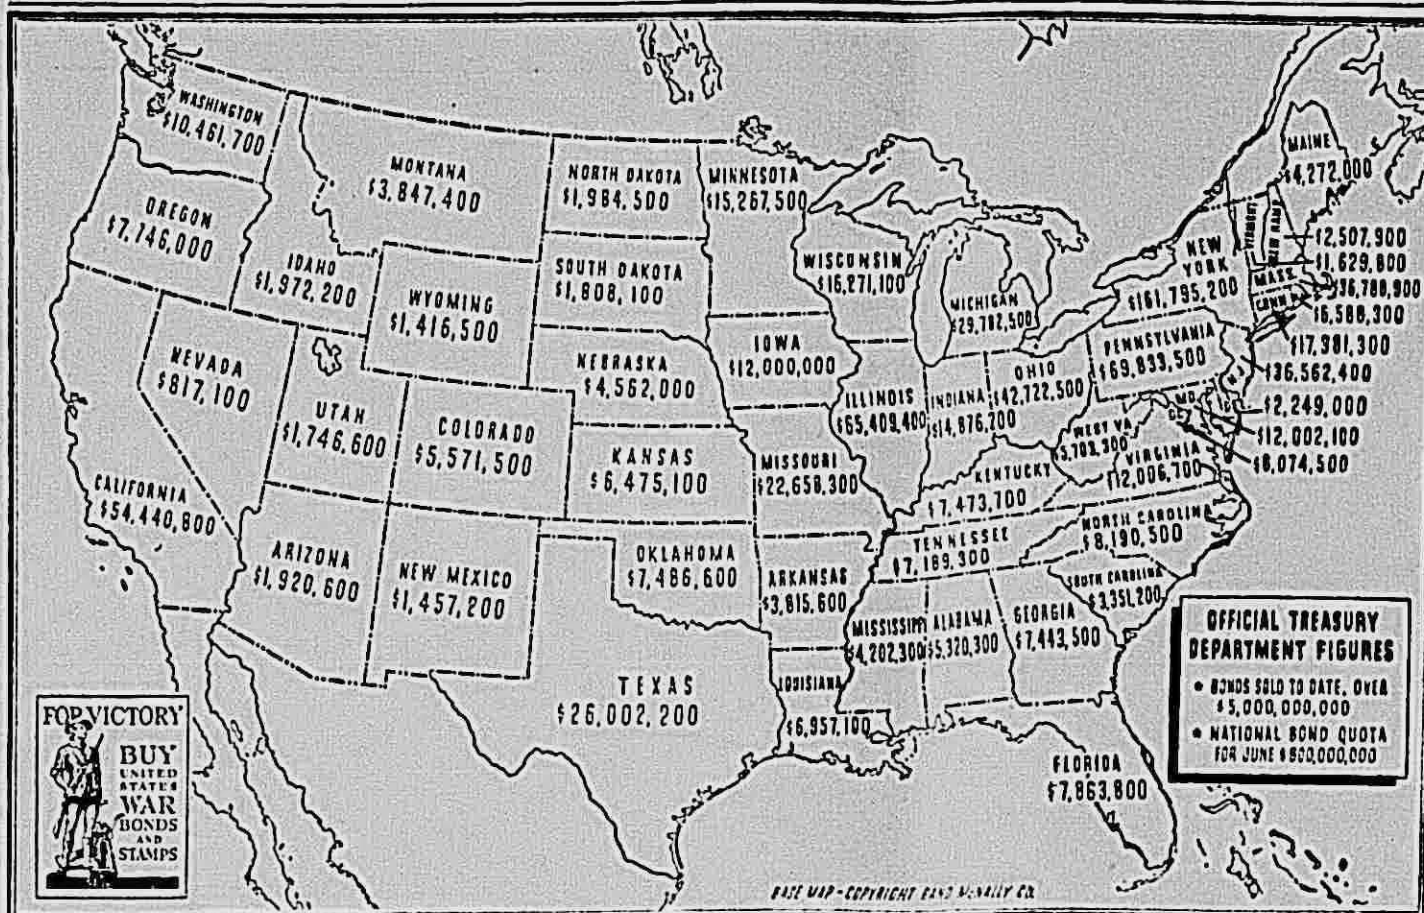 WASHINGTON
$10,461,700
MONTANA
$3,847,400
NORTH DAKOTA
$1,984,500
MINNESOTA
$15,267,500
MAINE
$4,272,000
OREGON
$7,746,000
IDAHO
$1,972,200
WYOMING
$1,416,500
SOUTH DAKOTA
$1,808,100
WISCONSIN
$16,271,100
MICHIGAN
$29,782,500
NEW
YORK
$161,795,200
VERMONT
NEW HAMP
$2,507,900
$1,629,800
MASS.
$36,788,900
CONN
$6,588,300
$17,381,300
$36,562,400
$2,249,000
$12,002,100
$8,074,500
NEVADA
$817,100
UTAH
$1,746,600
COLORADO
$5,571,500
NEBRASKA
$4,562,000
IOWA
$12,000,000
ILLINOIS
$65,409,400
INDIANA
$14,876,200
OHIO
$42,722,500
PENNSYLVANIA
$69,833,500
N.J.
MD.
WEST VA.
$5,703,300
VIRGINIA
$12,006,700
CALIFORNIA
$54,440,800
KANSAS
$6,475,100
MISSOURI
$22,658,300
KENTUCKY
$7,473,700
ARIZONA
$1,920,600
NEW MEXICO
$1,457,200
OKLAHOMA
$7,486,600
ARKANSAS
$3,815,600
TENNESSEE
$7,189,300
NORTH CAROLINA
$8,190,500
SOUTH CAROLINA
$3,351,200
MISSISSIPPI
$4,202,300
ALABAMA
$5,320,300
GEORGIA
$7,443,500
TEXAS
$26,002,200
LOUISIANA
$6,957,100
FLORIDA
$7,863,800
OFFICIAL TREASURY
DEPARTMENT FIGURES
• BONDS SOLD TO DATE, OVER
$5,000,000,000
• NATIONAL BOND QUOTA
FOR JUNE $800,000,000
FOR VICTORY
BUY
UNITED
STATES
WAR
BONDS
AND
STAMPS
BASE MAP - COPYRIGHT RAND McNALLY CO.